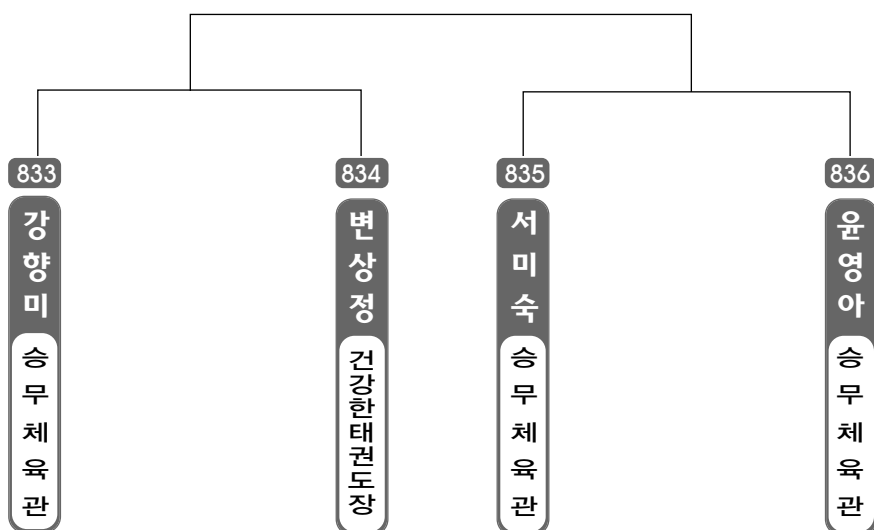 833
강향미
승무체육관
834
변상정
건강한태권도장
835
서미숙
승무체육관
836
윤영아
승무체육관